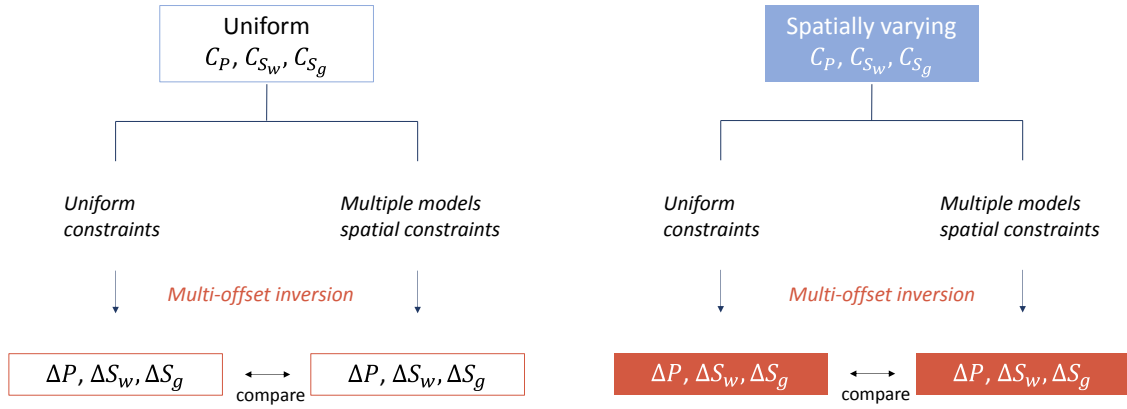 Uniform
C_P, C_{S_w}, C_{S_g}
Uniform
constraints
Multiple models
spatial constraints
Multi-offset inversion
ΔP, ΔS_w, ΔS_g
compare
ΔP, ΔS_w, ΔS_g
Spatially varying
C_P, C_{S_w}, C_{S_g}
Uniform
constraints
Multiple models
spatial constraints
Multi-offset inversion
ΔP, ΔS_w, ΔS_g
compare
ΔP, ΔS_w, ΔS_g